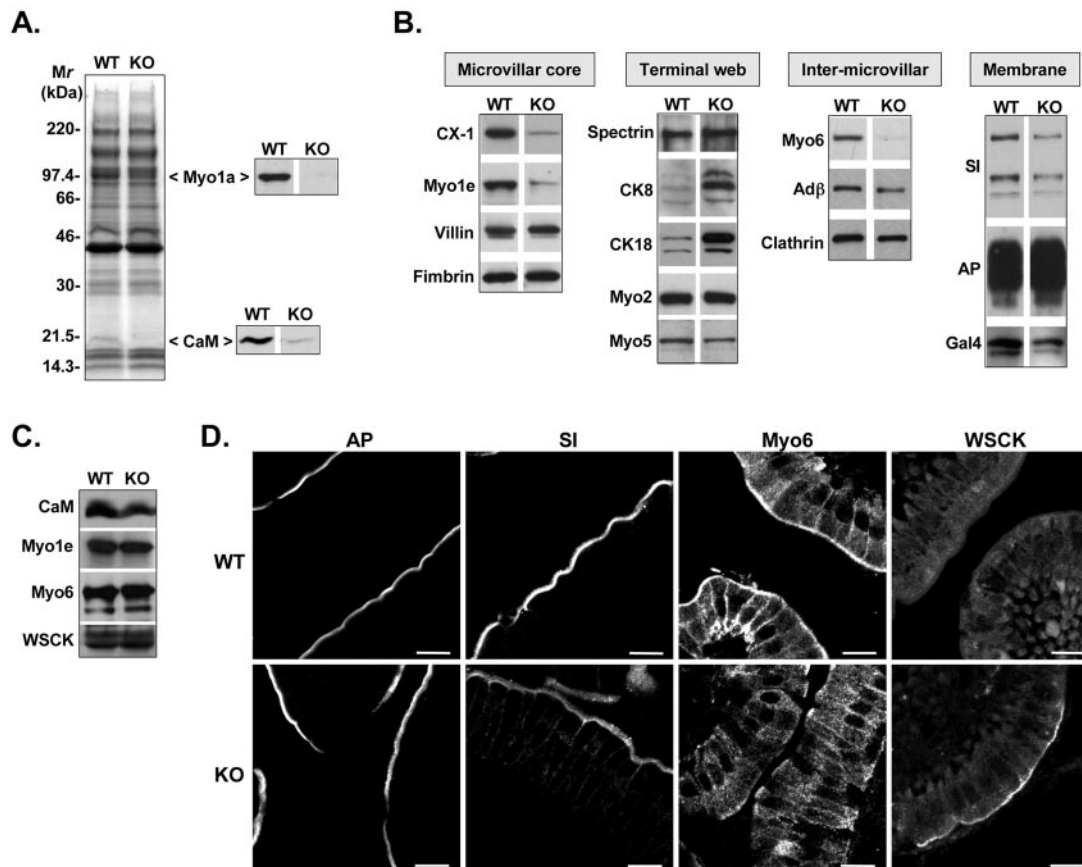 A.
Mr
(kDa)
WT KO
220-
97.4-
66-
46-
30-
21.5-
14.3-
< Myo1a >
WT KO
< CaM >
WT KO
B.
Microvillar core
WT KO
CX-1
Myo1e
Villin
Fimbrin
Terminal web
WT KO
Spectrin
CK8
CK18
Myo2
Myo5
Inter-microvillar
WT KO
Myo6
Adβ
Clathrin
Membrane
WT KO
SI
AP
Gal4
C.
WT KO
CaM
Myo1e
Myo6
WSCK
D.
AP SI Myo6 WSCK
WT
KO